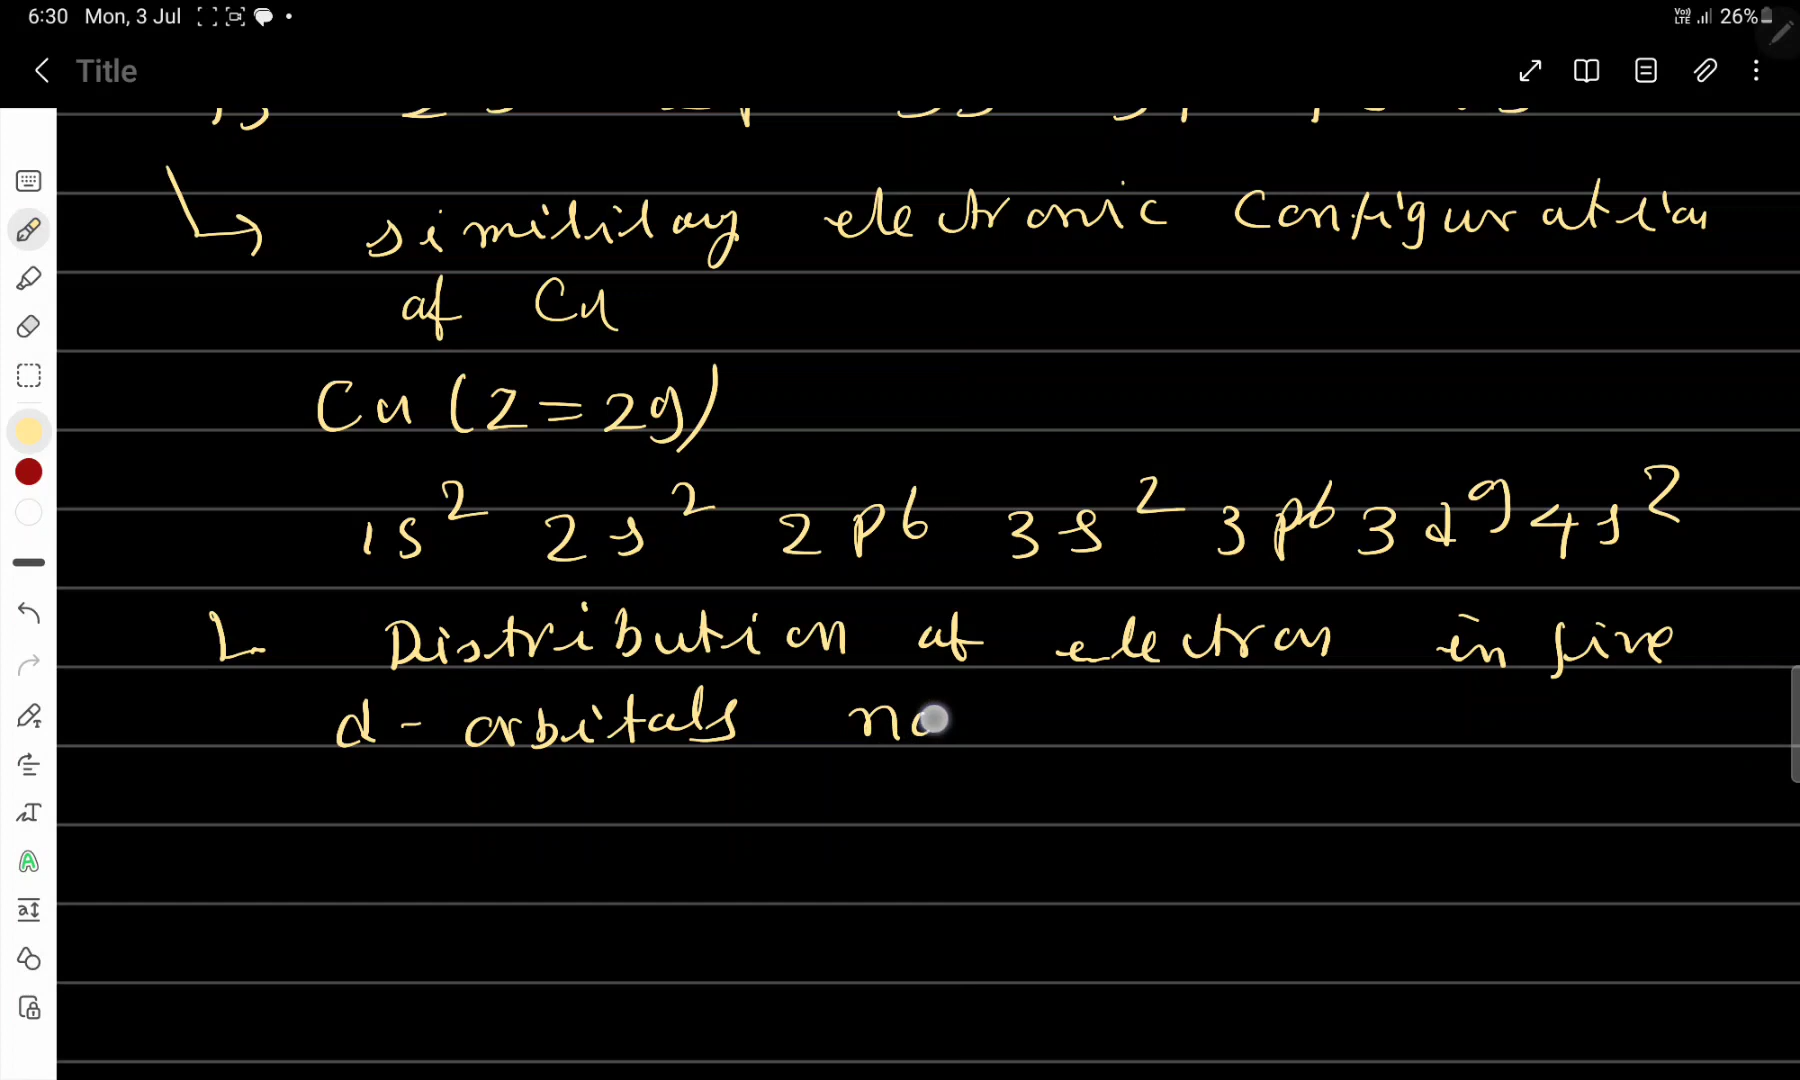 6:30 Mon, 3 Jul 26%
Title
↳ simililay electronic Configuration
of Cu
Cu (Z = 29)
1s² 2s² 2p6 3s² 3p6 3d⁹ 4s²
Distribution of electron in five
d - orbitals no